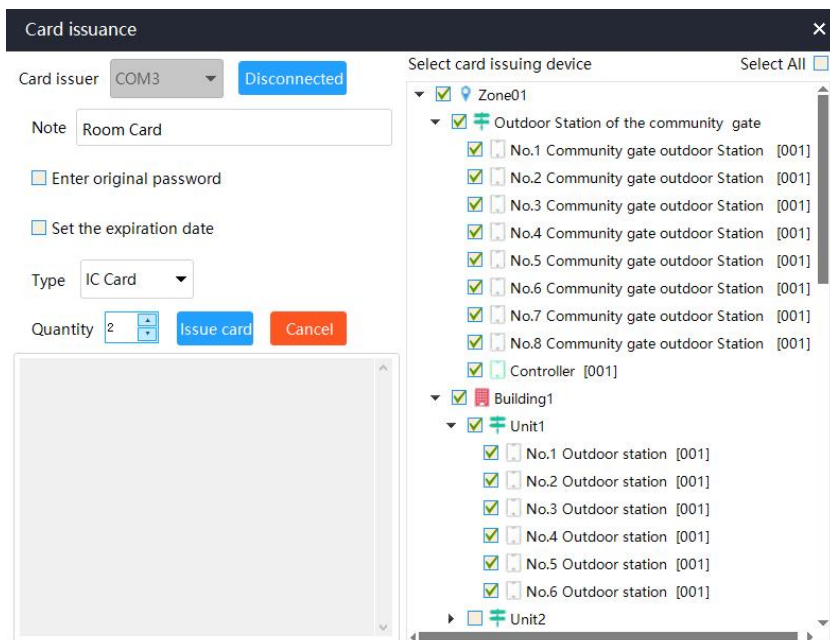 Card issuance
Card issuer COM3 Disconnected
Note Room Card
Enter original password
Set the expiration date
Type IC Card
Quantity 2 Issue card Cancel
Select card issuing device Select All
Zone01
Outdoor Station of the community gate
No.1 Community gate outdoor Station [001]
No.2 Community gate outdoor Station [001]
No.3 Community gate outdoor Station [001]
No.4 Community gate outdoor Station [001]
No.5 Community gate outdoor Station [001]
No.6 Community gate outdoor Station [001]
No.7 Community gate outdoor Station [001]
No.8 Community gate outdoor Station [001]
Controller [001]
Building1
Unit1
No.1 Outdoor station [001]
No.2 Outdoor station [001]
No.3 Outdoor station [001]
No.4 Outdoor station [001]
No.5 Outdoor station [001]
No.6 Outdoor station [001]
Unit2